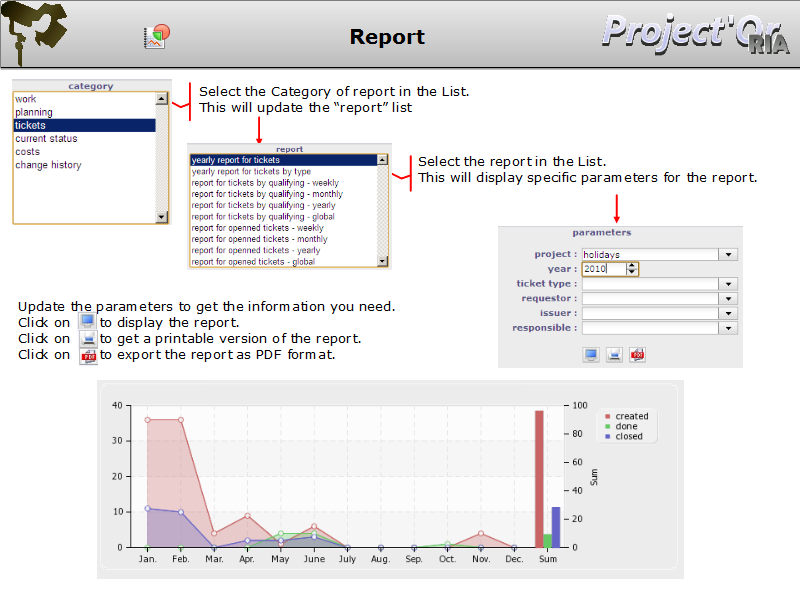 Report
Project'Or
RIA
category
work
planning
tickets
current status
costs
change history
Select the Category of report in the List.
This will update the “report” list
report
yearly report for tickets
yearly report for tickets by type
report for tickets by qualifying - weekly
report for tickets by qualifying - monthly
report for tickets by qualifying - yearly
report for tickets by qualifying - global
report for openned tickets - weekly
report for openned tickets - monthly
report for opened tickets - yearly
report for opened tickets - global
Select the report in the List.
This will display specific parameters for the report.
parameters
project : holidays
year : 2010
ticket type :
requestor :
issuer :
responsible :
PDF
Update the parameters to get the information you need.
Click on to display the report.
Click on to get a printable version of the report.
Click on PDF to export the report as PDF format.
40
30
20
10
0
100
80
60
40
20
0
Sum
created
done
closed
Jan. Feb. Mar. Apr. May June July Aug. Sep. Oct. Nov. Dec. Sum